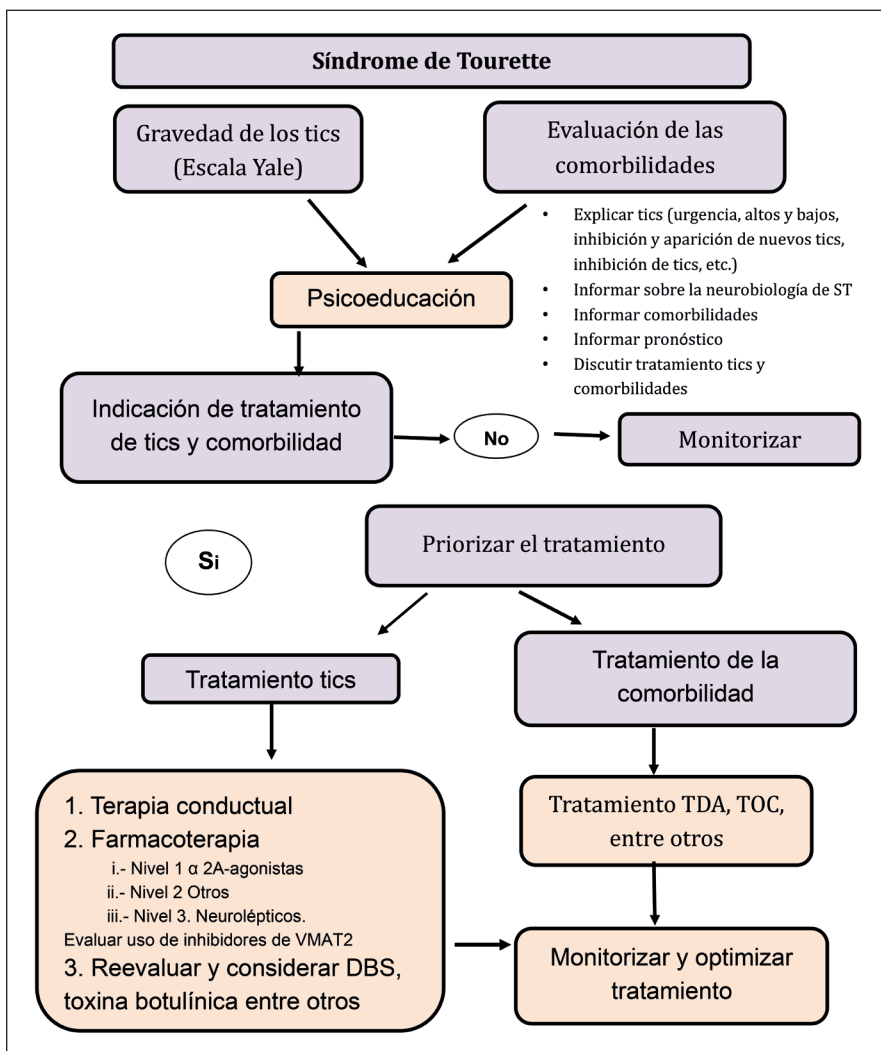 Síndrome de Tourette
Gravedad de los tics
(Escala Yale)
Evaluación de las
comorbilidades
• Explicar tics (urgencia, altos y bajos,
inhibición y aparición de nuevos tics,
inhibición de tics, etc.)
• Informar sobre la neurobiología de ST
• Informar comorbilidades
• Informar pronóstico
• Discutir tratamiento tics y
comorbilidades
Psicoeducación
Indicación de tratamiento
de tics y comorbilidad
No
Monitorizar
Si
Priorizar el tratamiento
Tratamiento tics
Tratamiento de la
comorbilidad
1. Terapia conductual
2. Farmacoterapia
i.- Nivel 1 α 2A-agonistas
ii.- Nivel 2 Otros
iii.- Nivel 3. Neurolépticos.
Evaluar uso de inhibidores de VMAT2
3. Reevaluar y considerar DBS,
toxina botulínica entre otros
Tratamiento TDA, TOC,
entre otros
Monitorizar y optimizar
tratamiento